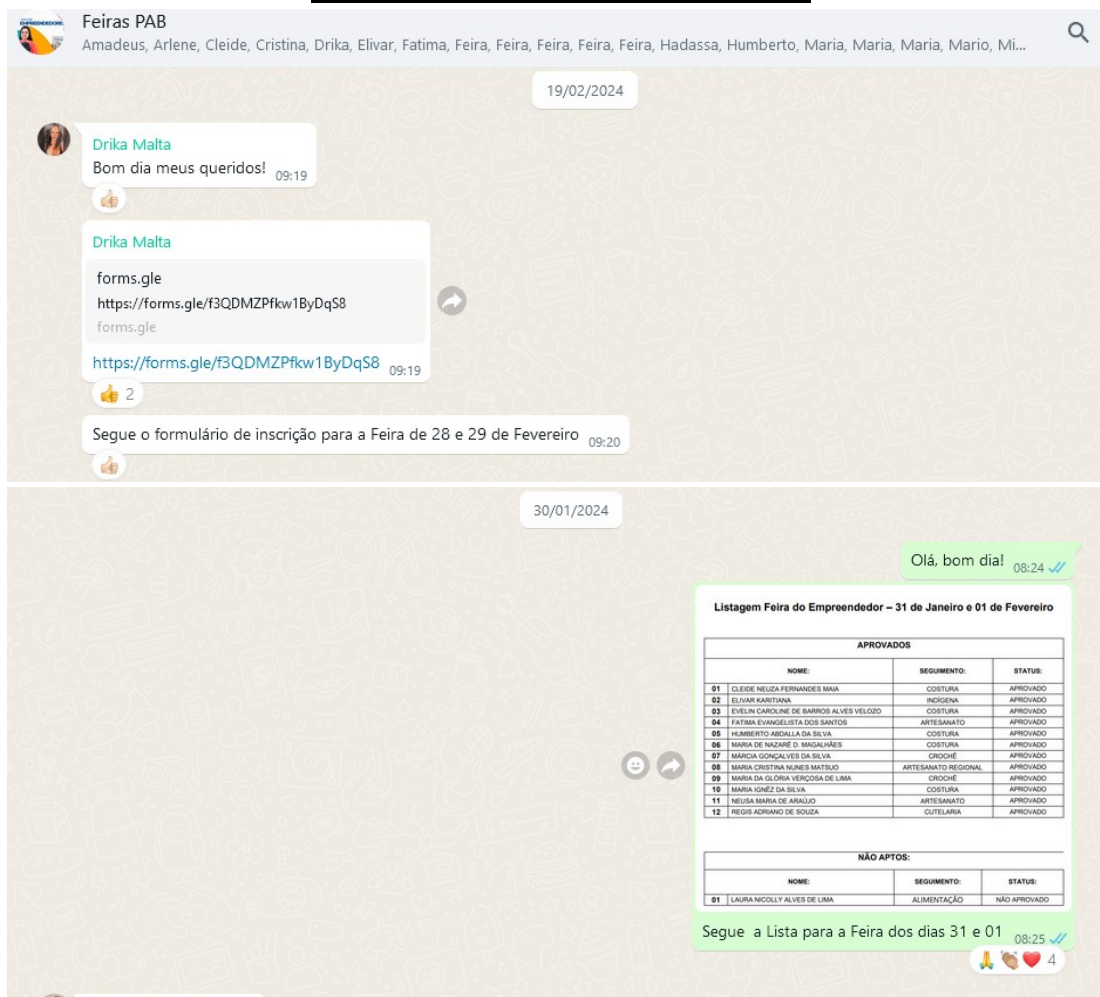 Feiras PAB
Amadeus, Arlene, Cleide, Cristina, Drika, Elivar, Fatima, Feira, Feira, Feira, Feira, Feira, Hadassa, Humberto, Maria, Maria, Maria, Mario, Mi...
19/02/2024
Drika Malta
Bom dia meus queridos! 09:19
Drika Malta
forms.gle
https://forms.gle/f3QDMZPfkw1ByDqS8
forms.gle
https://forms.gle/f3QDMZPfkw1ByDqS8 09:19
2
Segue o formulário de inscrição para a Feira de 28 e 29 de Fevereiro 09:20
30/01/2024
Olá, bom dia! 08:24
Listagem Feira do Empreendedor – 31 de Janeiro e 01 de Fevereiro
APROVADOS
NOME: SEGUIMENTO: STATUS:
01 CLEIDE NEUZA FERNANDES MAIA COSTURA APROVADO
02 ELIVAR KARITIANA INDÍGENA APROVADO
03 EVELIN CAROLINE DE BARROS ALVES VELOZO COSTURA APROVADO
04 FATIMA EVANGELISTA DOS SANTOS ARTESANATO APROVADO
05 HUMBERTO ABDALLA DA SILVA COSTURA APROVADO
06 MARIA DE NAZARÉ D. MAGALHÃES COSTURA APROVADO
07 MÁRCIA GONÇALVES DA SILVA CROCHÊ APROVADO
08 MARIA CRISTINA NUNES MATSUO ARTESANATO REGIONAL APROVADO
09 MARIA DA GLÓRIA VERÇOSA DE LIMA CROCHÊ APROVADO
10 MARIA IGNÊZ DA SILVA COSTURA APROVADO
11 NEUSA MARIA DE ARAÚJO ARTESANATO APROVADO
12 REGIS ADRIANO DE SOUZA CUTELARIA APROVADO
NÃO APTOS:
NOME: SEGUIMENTO: STATUS:
01 LAURA NICOLLY ALVES DE LIMA ALIMENTAÇÃO NÃO APROVADO
Segue a Lista para a Feira dos dias 31 e 01 08:25
4